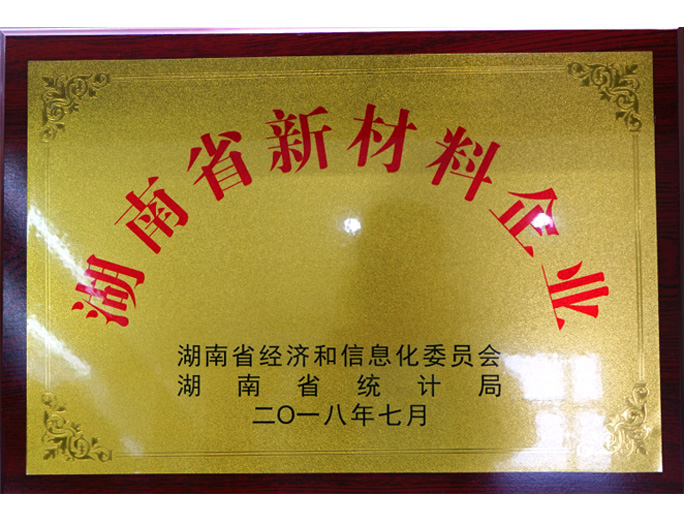 湖南省新材料企业
湖南省经济和信息化委员会
湖南省统计局
二〇一八年七月